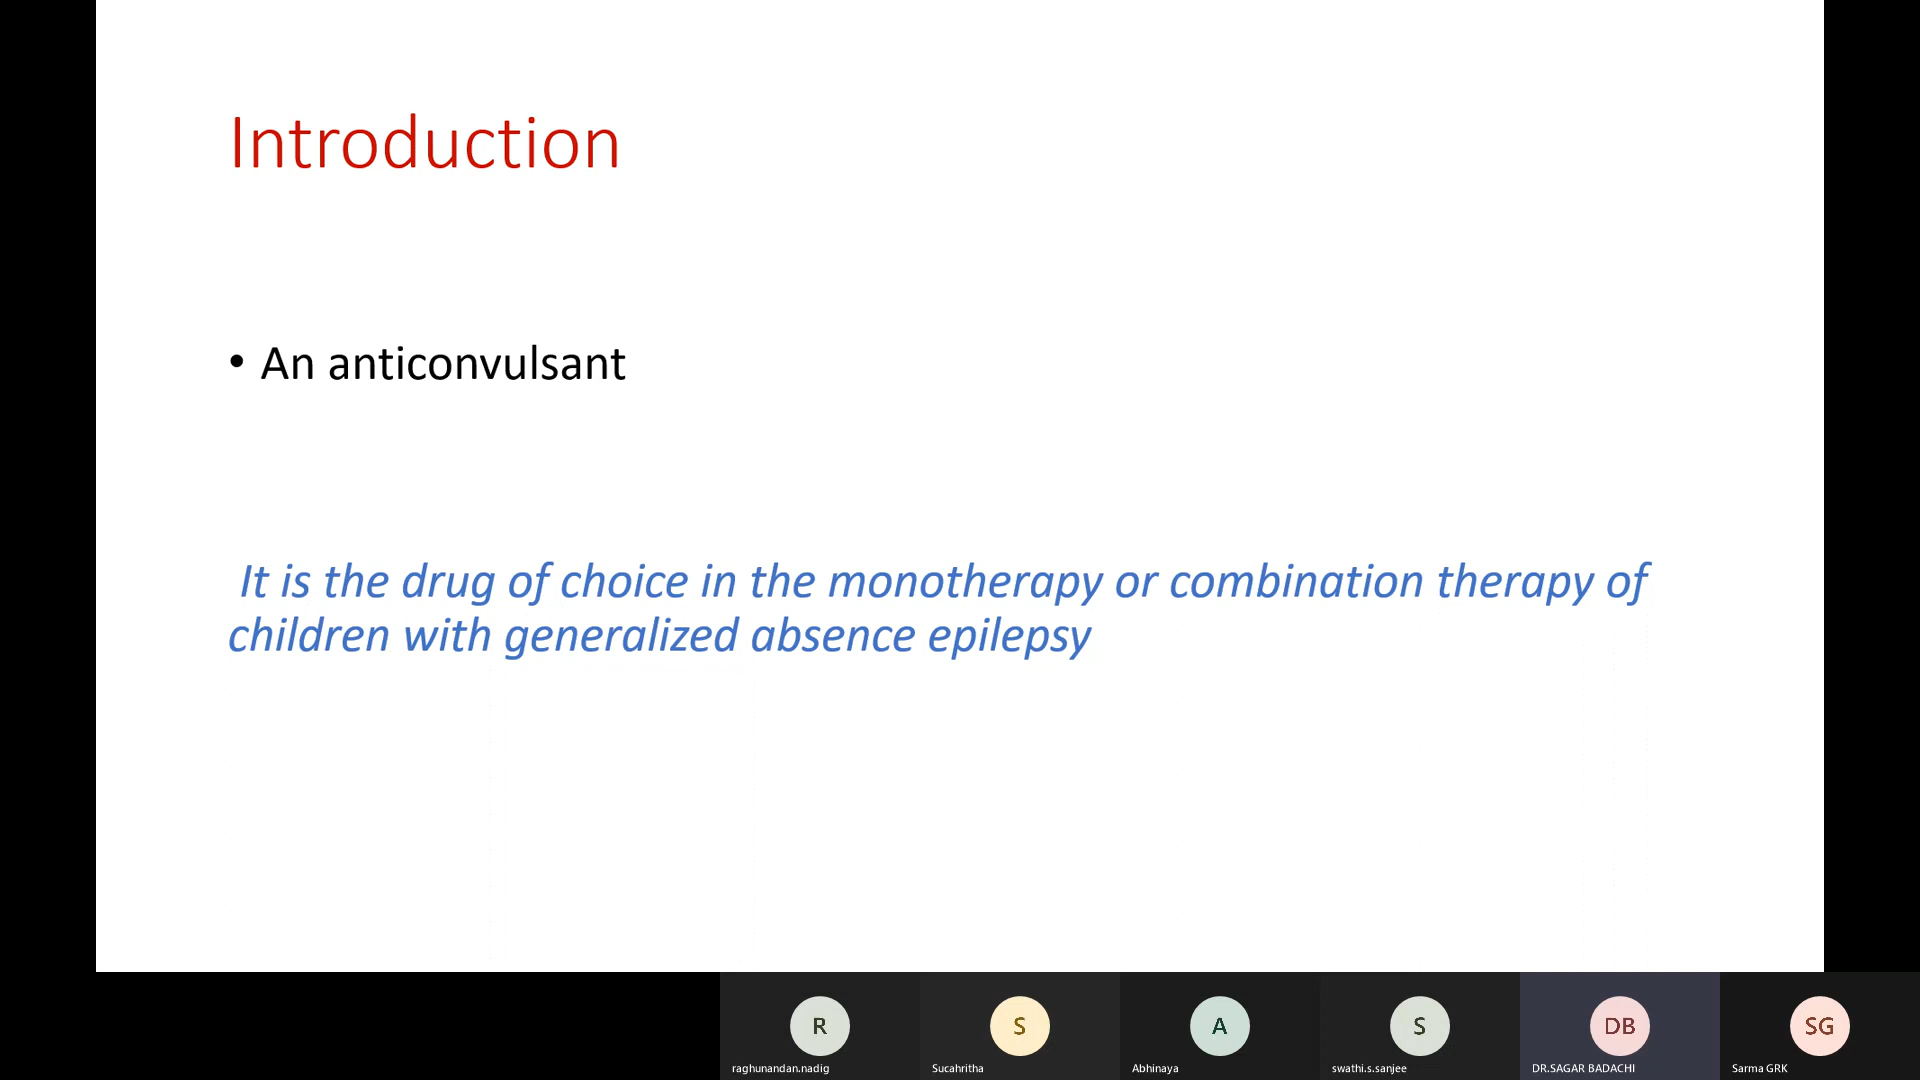 Introduction
• An anticonvulsant
It is the drug of choice in the monotherapy or combination therapy of
children with generalized absence epilepsy
R
S
A
S
DB
SG
raghunandan.nadig
Sucahritha
Abhinaya
swathi.s.sanjee
DR.SAGAR BADACHI
Sarma GRK